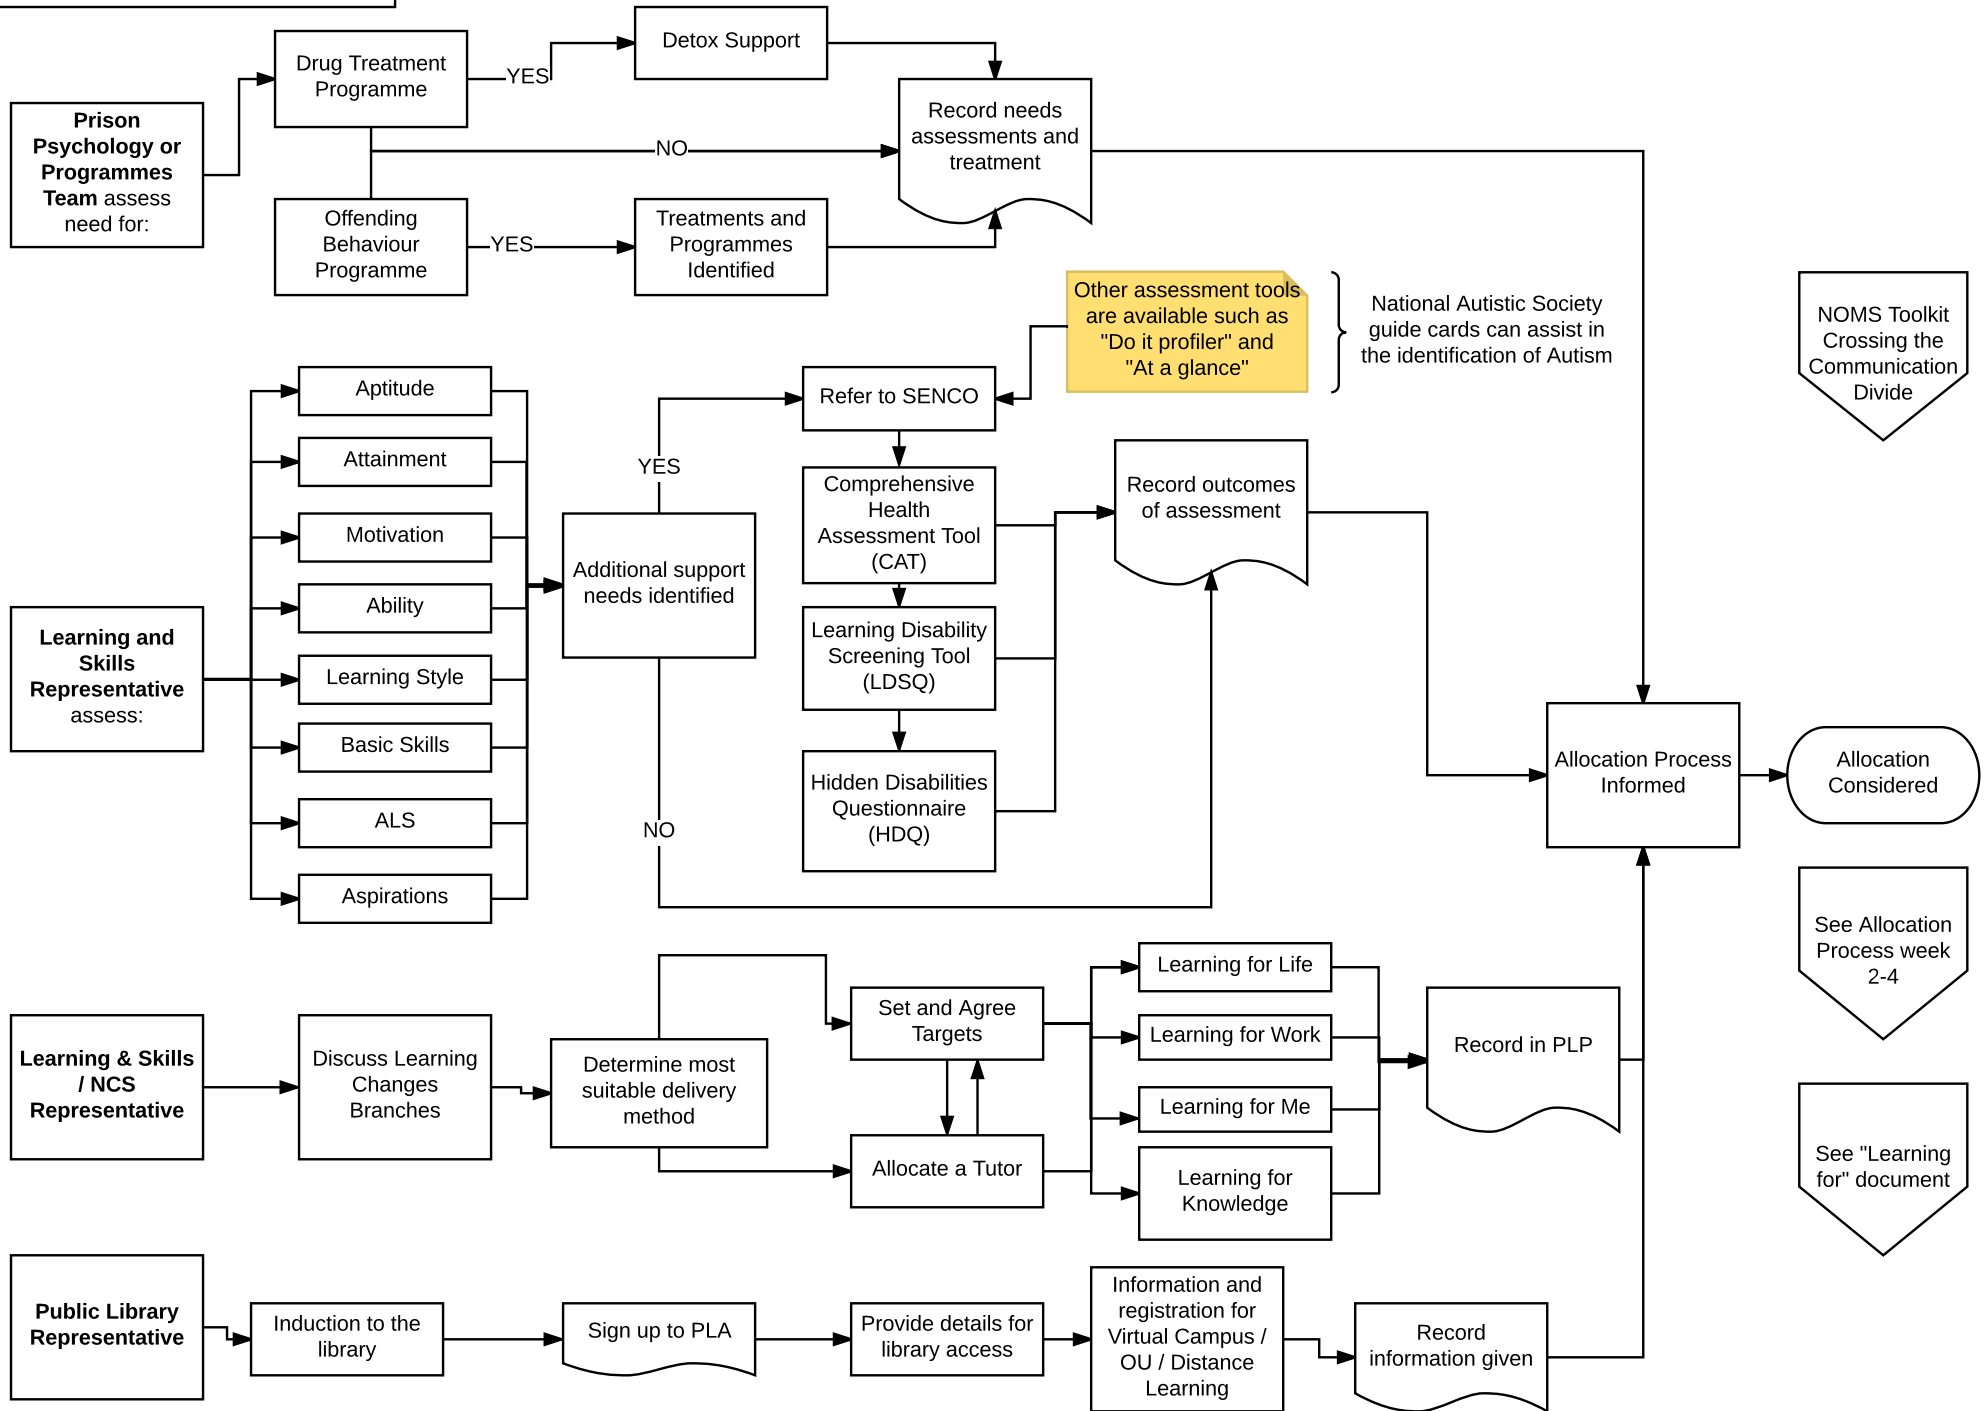 Drug Treatment
Programme
YES
Detox Support
Prison
Psychology or
Programmes
Team assess
need for:
NO
Record needs
assessments and
treatment
Offending
Behaviour
Programme
YES
Treatments and
Programmes
Identified
Other assessment tools
are available such as
"Do it profiler" and
"At a glance"
National Autistic Society
guide cards can assist in
the identification of Autism
NOMS Toolkit
Crossing the
Communication
Divide
Learning and
Skills
Representative
assess:
Aptitude
Attainment
Motivation
Ability
Learning Style
Basic Skills
ALS
Aspirations
Additional support
needs identified
YES
NO
Refer to SENCO
Comprehensive
Health
Assessment Tool
(CAT)
Learning Disability
Screening Tool
(LDSQ)
Hidden Disabilities
Questionnaire
(HDQ)
Record outcomes
of assessment
Allocation Process
Informed
Allocation
Considered
See Allocation
Process week
2-4
Learning & Skills
/ NCS
Representative
Discuss Learning
Changes
Branches
Determine most
suitable delivery
method
Set and Agree
Targets
Allocate a Tutor
Learning for Life
Learning for Work
Learning for Me
Learning for
Knowledge
Record in PLP
See "Learning
for" document
Public Library
Representative
Induction to the
library
Sign up to PLA
Provide details for
library access
Information and
registration for
Virtual Campus /
OU / Distance
Learning
Record
information given